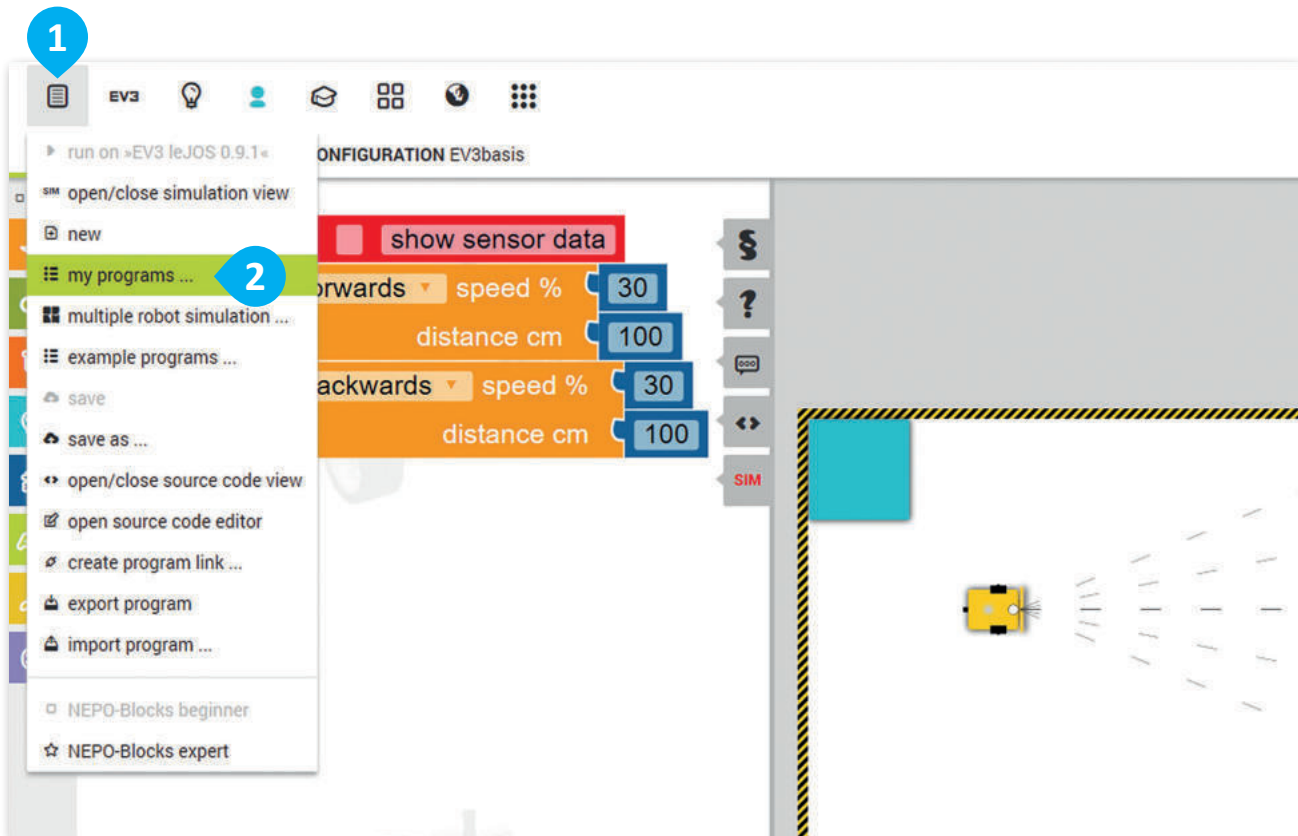 1
EV3
run on »EV3 leJOS 0.9.1«
ONFIGURATION EV3basis
SIM open/close simulation view
new
show sensor data
my programs ...
2
orwards speed % 30
multiple robot simulation ...
distance cm 100
example programs ...
ackwards speed % 30
save
save as ...
distance cm 100
open/close source code view
SIM
open source code editor
create program link ...
export program
import program ...
NEPO-Blocks beginner
NEPO-Blocks expert
§
?